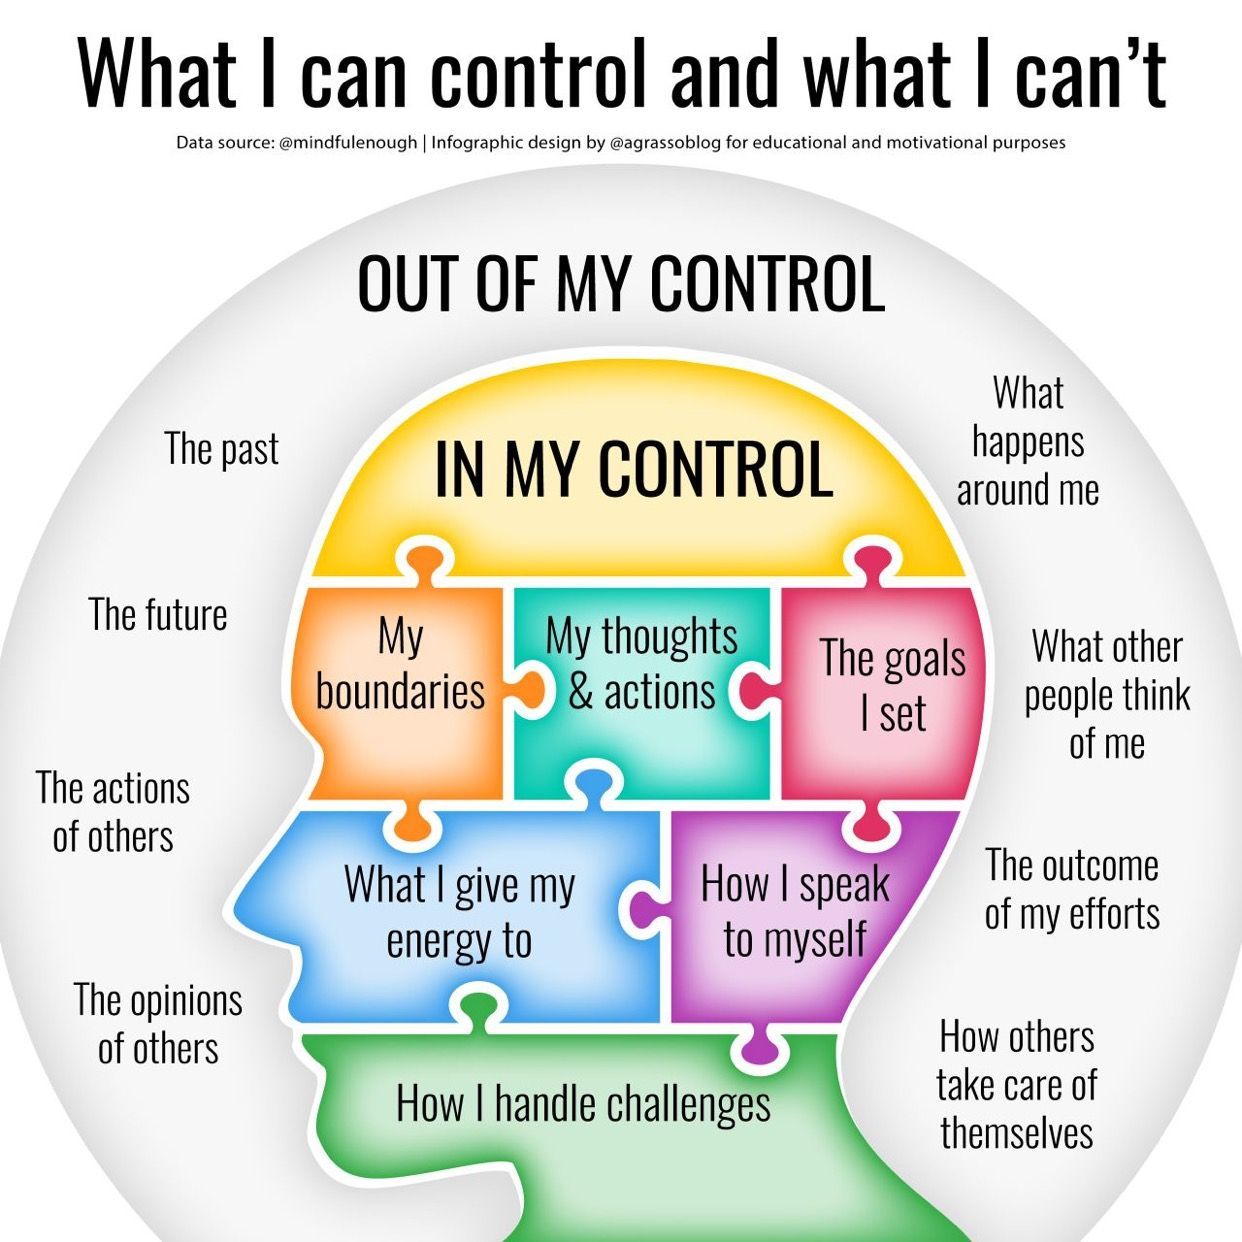 What I can control and what I can’t
Data source: @mindfulenough | Infographic design by @agrassoblog for educational and motivational purposes
OUT OF MY CONTROL
IN MY CONTROL
The past
The future
The actions
of others
The opinions
of others
What
happens
around me
What other
people think
of me
The outcome
of my efforts
How others
take care of
themselves
My
boundaries
My thoughts
& actions
The goals
I set
What I give my
energy to
How I speak
to myself
How I handle challenges